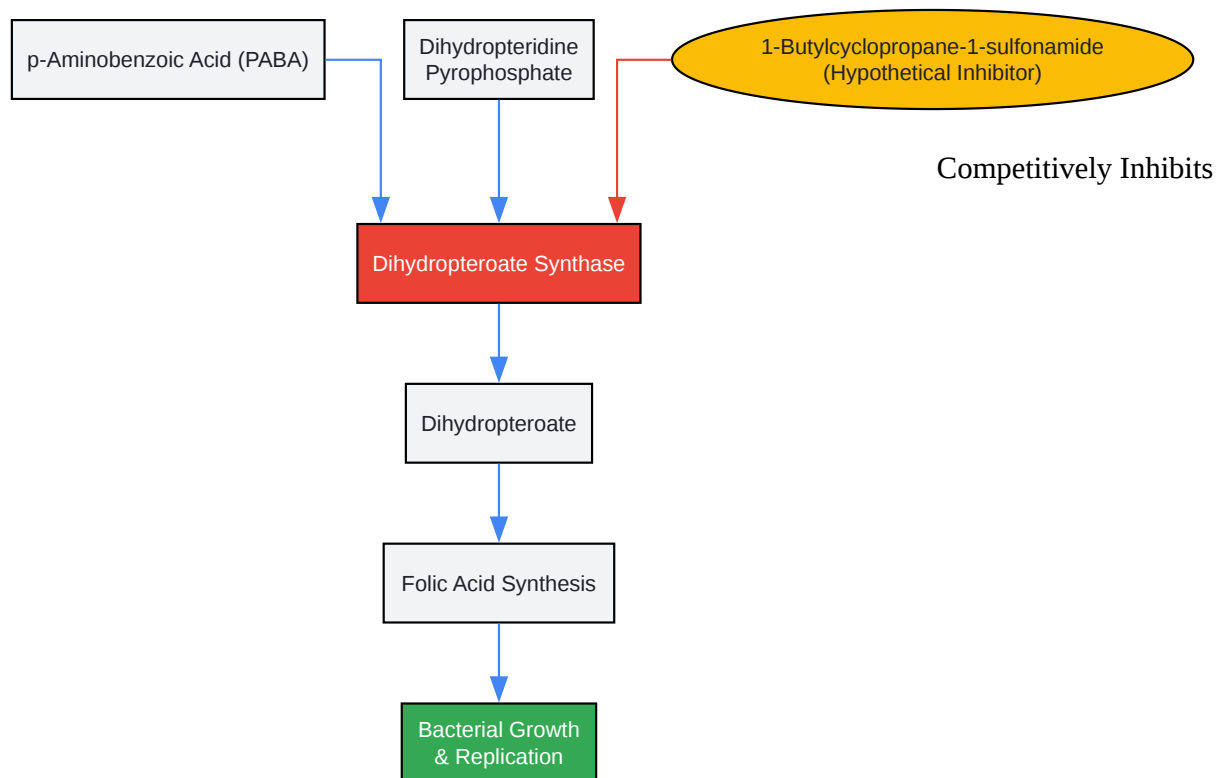 p-Aminobenzoic Acid (PABA)
Dihydropteridine
Pyrophosphate
1-Butylcyclopropane-1-sulfonamide
(Hypothetical Inhibitor)
Competitively Inhibits
Dihydropteroate Synthase
Dihydropteroate
Folic Acid Synthesis
Bacterial Growth
& Replication